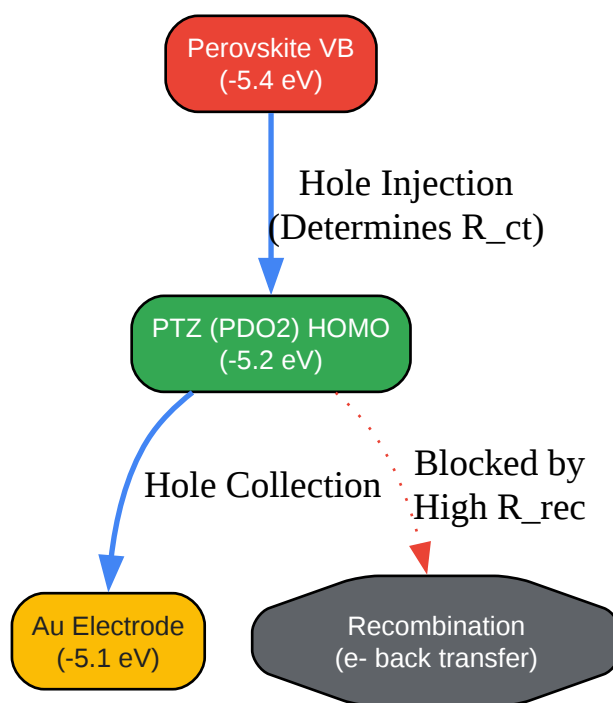 Perovskite VB
(-5.4 eV)
Hole Injection
(Determines R_ct)
PTZ (PDO2) HOMO
(-5.2 eV)
Hole Collection
Blocked by
High R_rec
Au Electrode
(-5.1 eV)
Recombination
(e- back transfer)